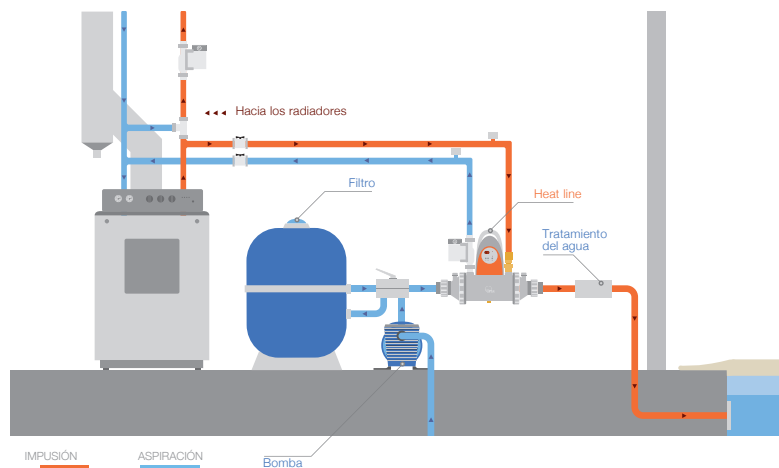 Hacia los radiadores
Filtro
Heat line
Tratamiento
del agua
IMPUSIÓN
ASPIRACIÓN
Bomba